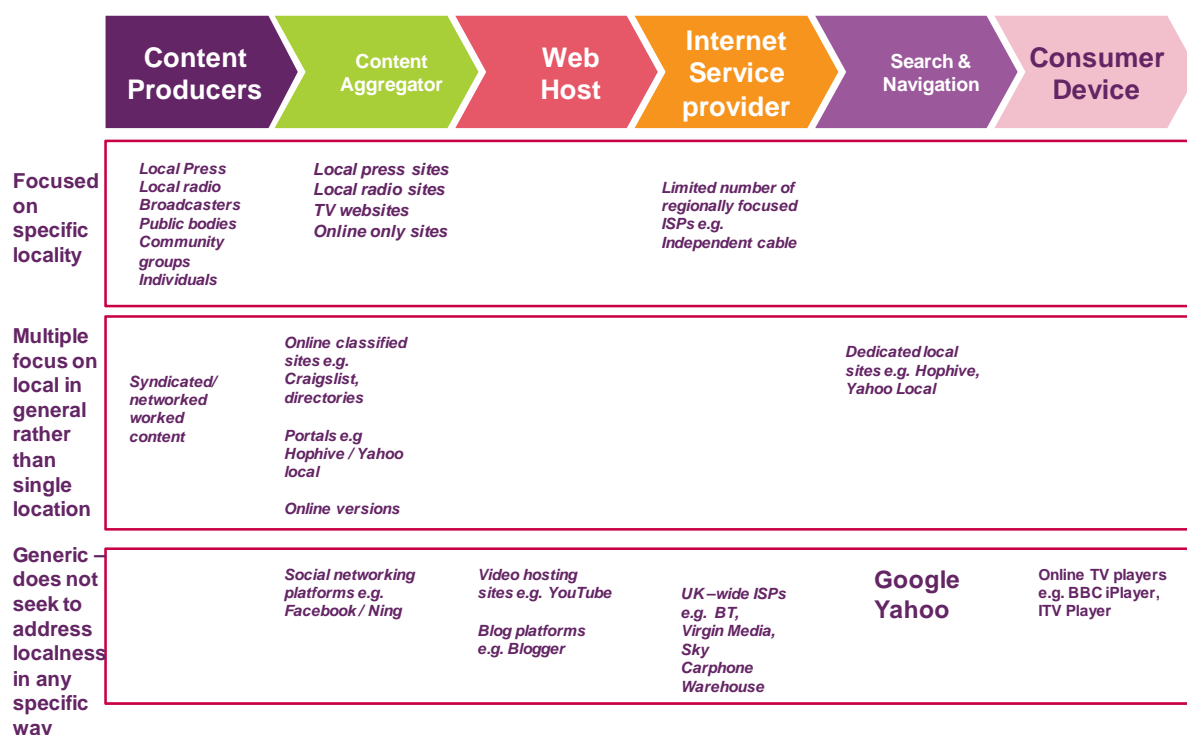 Content
Producers
Content
Aggregator
Web
Host
Internet
Service
provider
Search &
Navigation
Consumer
Device
Focused
on
specific
locality
Local Press
Local radio
Broadcasters
Public bodies
Community
groups
Individuals
Local press sites
Local radio sites
TV websites
Online only sites
Limited number of
regionally focused
ISPs e.g.
Independent cable
Multiple
focus on
local in
general
rather
than
single
location
Syndicated/
networked
worked
content
Online classified
sites e.g.
Craigslist,
directories
Portals e.g
Hophive / Yahoo
local
Online versions
Dedicated local
sites e.g. Hophive,
Yahoo Local
Generic –
does not
seek to
address
localness
in any
specific
way
Social networking
platforms e.g.
Facebook / Ning
Video hosting
sites e.g. YouTube
Blog platforms
e.g. Blogger
UK –wide ISPs
e.g. BT,
Virgin Media,
Sky
Carphone
Warehouse
Google
Yahoo
Online TV players
e.g. BBC iPlayer,
ITV Player